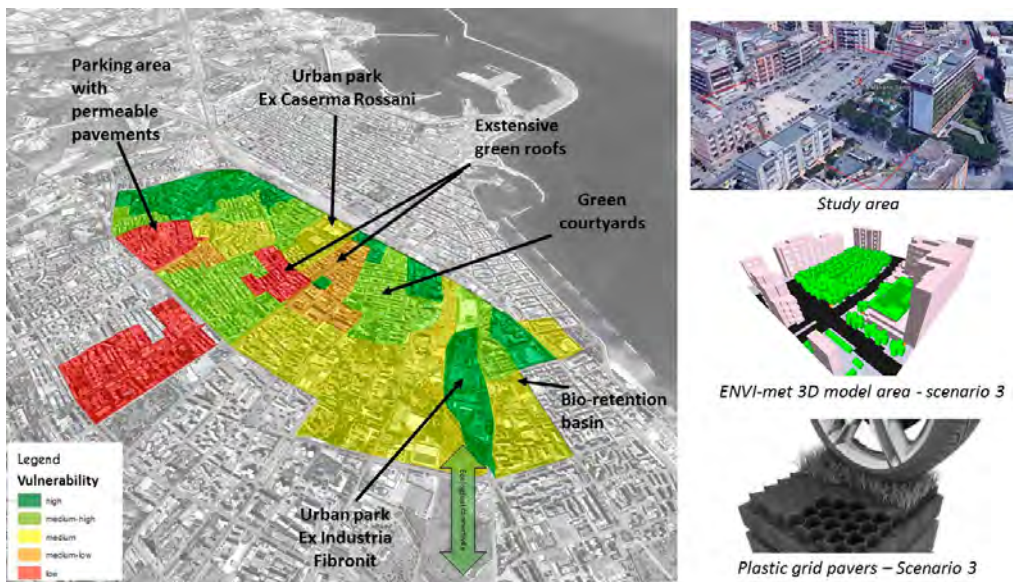 Parking area
with
permeable
pavements
Urban park
Ex Caserma Rossani
Exstensive
green roofs
Green
courtyards
Bio-retention
basin
Urban park
Ex Industria
Fibronit
Legend
Vulnerability
high
medium-high
medium
medium-low
low
Study area
ENVI-met 3D model area - scenario 3
Plastic grid pavers – Scenario 3